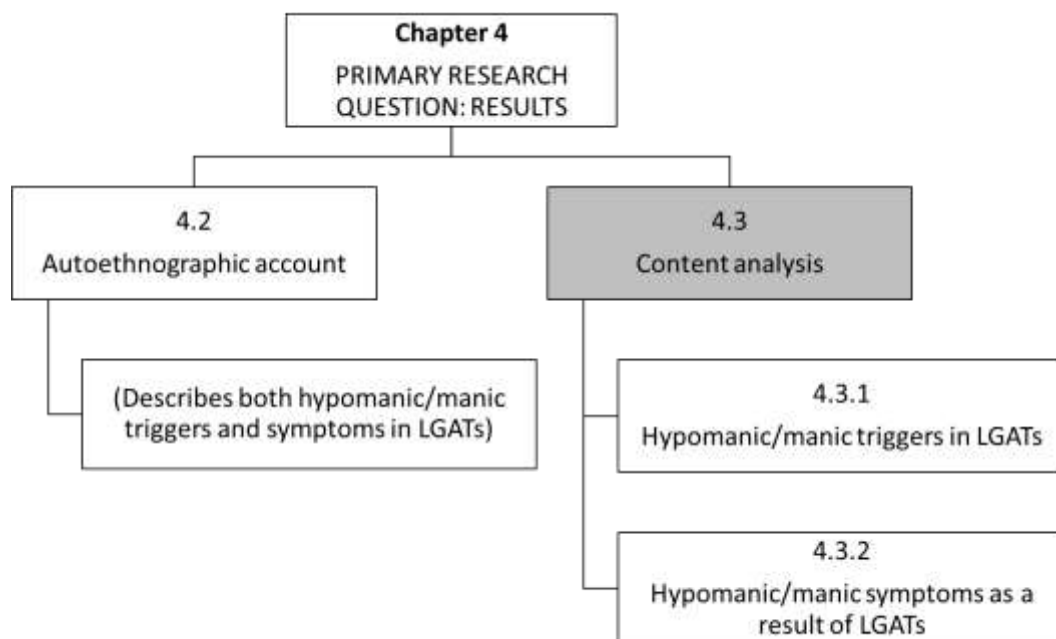 Chapter 4
PRIMARY RESEARCH
QUESTION: RESULTS
4.2
Autoethnographic account
(Describes both hypomanic/manic
triggers and symptoms in LGATs)
4.3
Content analysis
4.3.1
Hypomanic/manic triggers in LGATs
4.3.2
Hypomanic/manic symptoms as a
result of LGATs